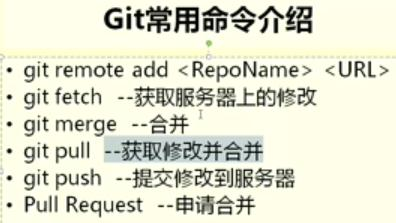 Git常用命令介绍
• git remote add <RepoName> <URL>
• git fetch --获取服务器上的修改
• git merge --合并
• git pull --获取修改并合并
• git push --提交修改到服务器
• Pull Request --申请合并